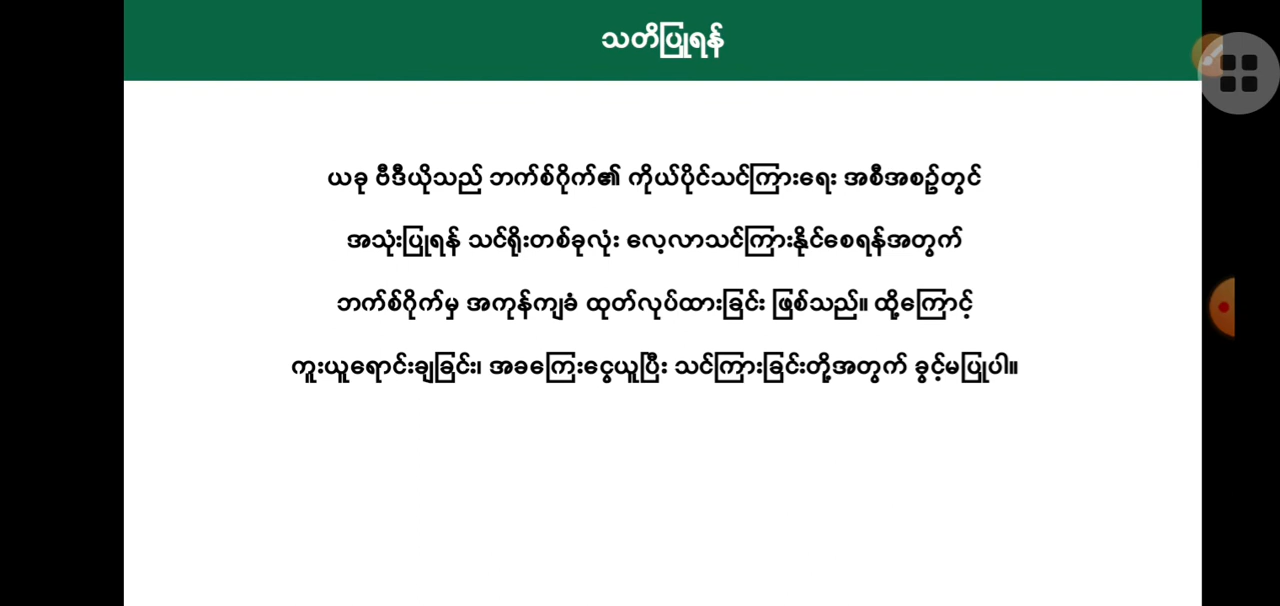 သတိပြုရန်
ယခု ဗီဒီယိုသည် ဘက်စ်ဂိုက်၏ ကိုယ်ပိုင်သင်ကြားရေး အစီအစဉ်တွင်
အသုံးပြုရန် သင်ရိုးတစ်ခုလုံး လေ့လာသင်ကြားနိုင်စေရန်အတွက်
ဘက်စ်ဂိုက်မှ အကုန်ကျခံ ထုတ်လုပ်ထားခြင်း ဖြစ်သည်။ ထို့ကြောင့်
ကူးယူရောင်းချခြင်း၊ အခကြေးငွေယူပြီး သင်ကြားခြင်းတို့အတွက် ခွင့်မပြုပါ။